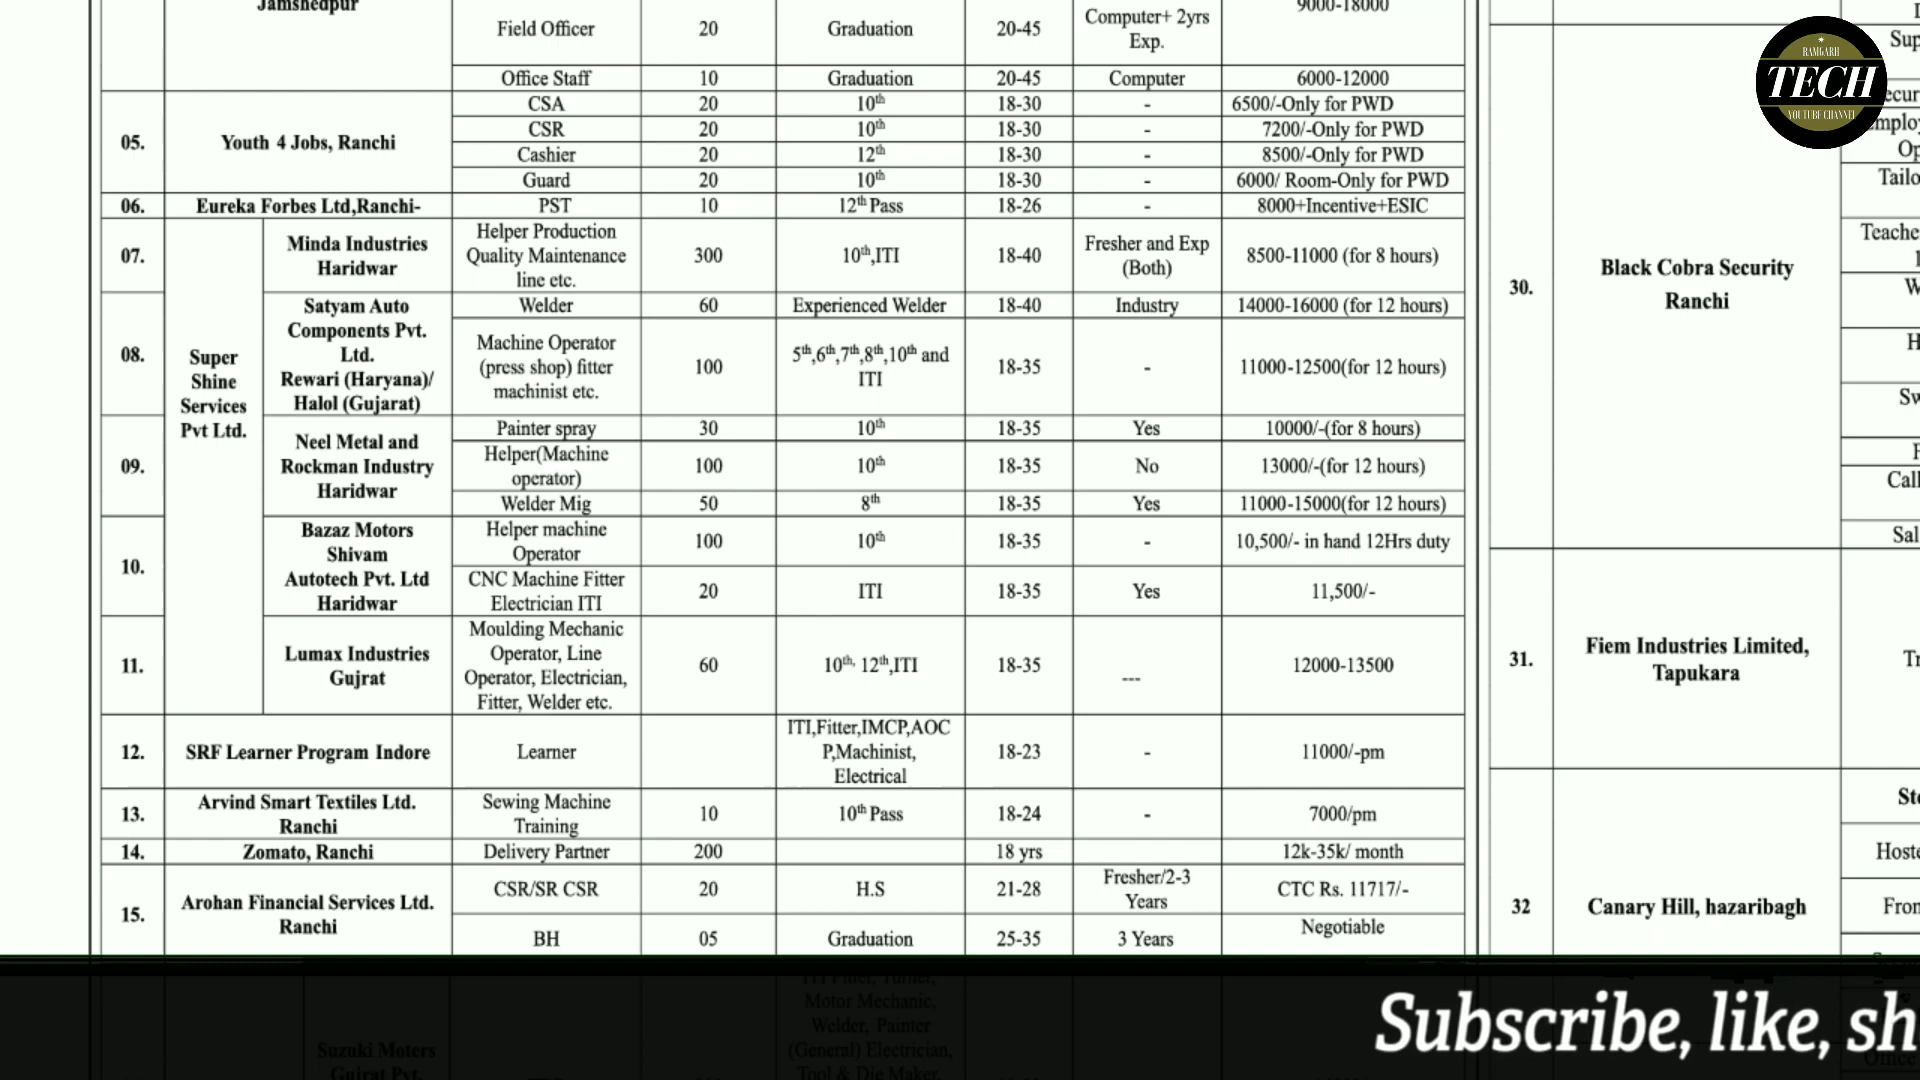 Jamshedpur
Field Officer 20 Graduation 20-45 Computer+ 2yrs Exp. 9000-18000
Office Staff 10 Graduation 20-45 Computer 6000-12000
05. Youth 4 Jobs, Ranchi
CSA 20 10th 18-30 - 6500/-Only for PWD
CSR 20 10th 18-30 - 7200/-Only for PWD
Cashier 20 12th 18-30 - 8500/-Only for PWD
Guard 20 10th 18-30 - 6000/ Room-Only for PWD
06. Eureka Forbes Ltd,Ranchi- PST 10 12th Pass 18-26 - 8000+Incentive+ESIC
Super
Shine
Services
Pvt Ltd.
07. Minda Industries
Haridwar
Helper Production
Quality Maintenance
line etc.
300 10th,ITI 18-40 Fresher and Exp
(Both)
8500-11000 (for 8 hours)
08. Satyam Auto
Components Pvt.
Ltd.
Rewari (Haryana)/
Halol (Gujarat)
Welder 60 Experienced Welder 18-40 Industry 14000-16000 (for 12 hours)
Machine Operator
(press shop) fitter
machinist etc.
100 5th,6th,7th,8th,10th and
ITI
18-35 - 11000-12500(for 12 hours)
09. Neel Metal and
Rockman Industry
Haridwar
Painter spray 30 10th 18-35 Yes 10000/-(for 8 hours)
Helper(Machine
operator)
100 10th 18-35 No 13000/-(for 12 hours)
Welder Mig 50 8th 18-35 Yes 11000-15000(for 12 hours)
10. Bazaz Motors
Shivam
Autotech Pvt. Ltd
Haridwar
Helper machine
Operator
100 10th 18-35 - 10,500/- in hand 12Hrs duty
CNC Machine Fitter
Electrician ITI
20 ITI 18-35 Yes 11,500/-
11. Lumax Industries
Gujrat
Moulding Mechanic
Operator, Line
Operator, Electrician,
Fitter, Welder etc.
60 10th, 12th,ITI 18-35 --- 12000-13500
12. SRF Learner Program Indore Learner
ITI,Fitter,IMCP,AOC
P,Machinist,
Electrical
18-23 - 11000/-pm
13. Arvind Smart Textiles Ltd.
Ranchi
Sewing Machine
Training
10 10th Pass 18-24 - 7000/pm
14. Zomato, Ranchi Delivery Partner 200 18 yrs 12k-35k/ month
15. Arohan Financial Services Ltd.
Ranchi
CSR/SR CSR 20 H.S 21-28 Fresher/2-3
Years
CTC Rs. 11717/-
BH 05 Graduation 25-35 3 Years Negotiable
Suzuki Moters
Gujrat Pvt.
Motor Mechanic,
Welder, Painter
(General) Electrician,
Tool & Die Maker,
30. Black Cobra Security
Ranchi
31. Fiem Industries Limited,
Tapukara
32 Canary Hill, hazaribagh
RAMGARH
TECH
YOUTUBE CHANNEL
Subscribe, like, sh